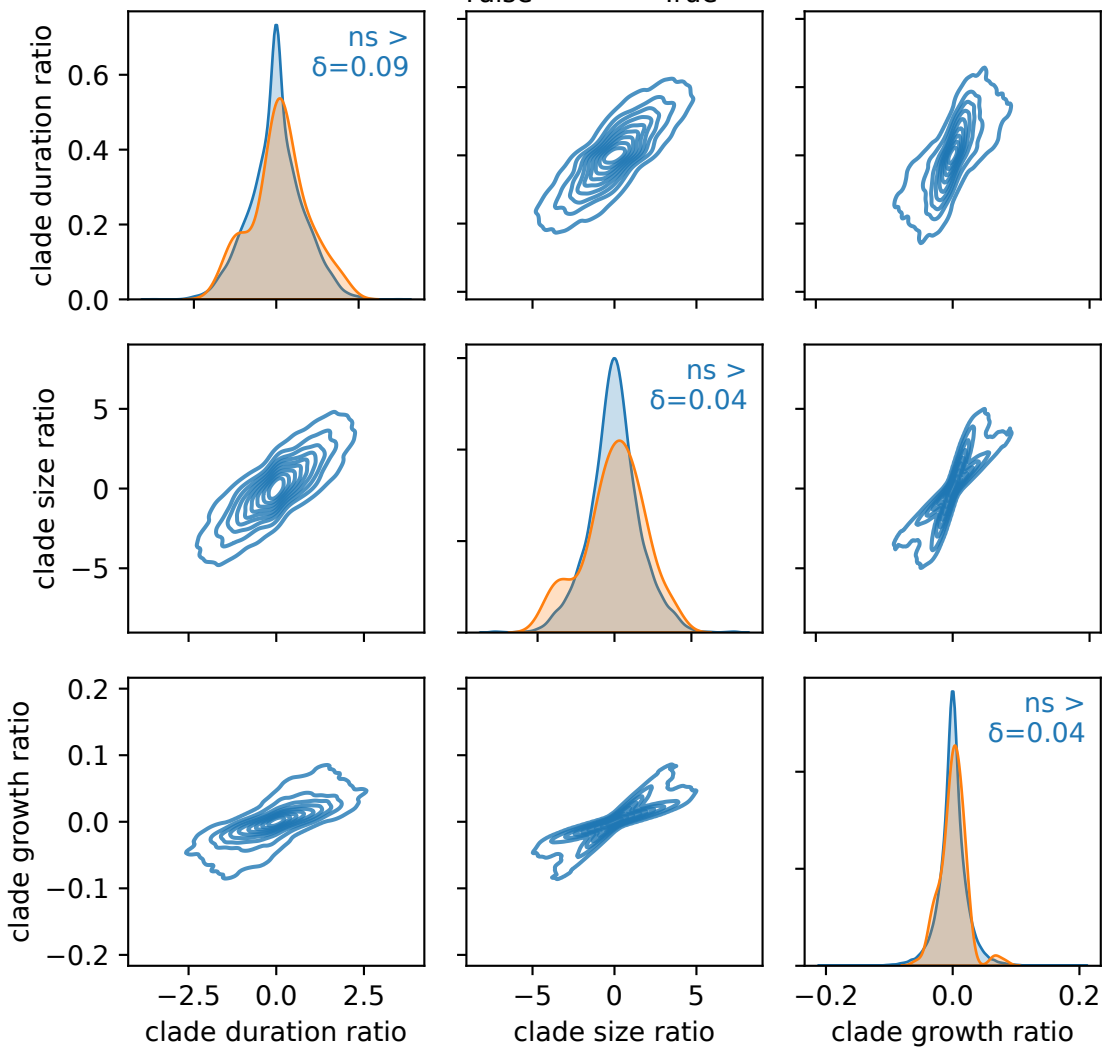 clade duration ratio
0.6
0.4
0.2
0.0
ns >
δ=0.09
clade size ratio
5
0
−5
ns >
δ=0.04
clade growth ratio
0.2
0.1
0.0
−0.1
−0.2
ns >
δ=0.04
−2.5 0.0 2.5
−5 0 5
−0.2 0.0 0.2
clade duration ratio
clade size ratio
clade growth ratio